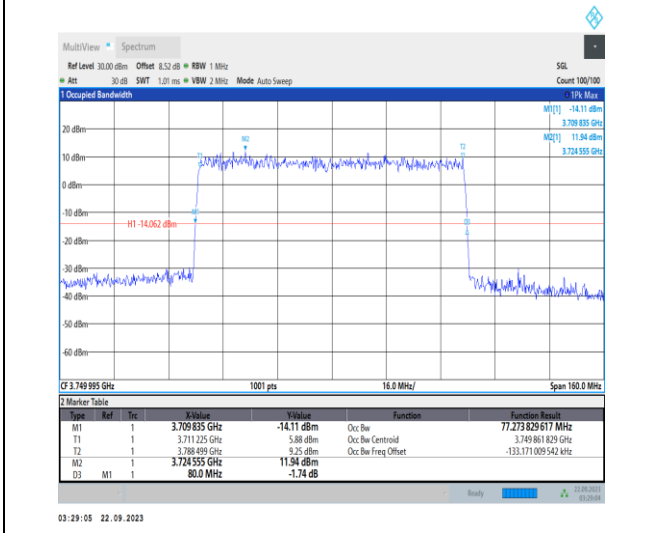 MultiView Spectrum
Ref Level 30.00 dBm Offset 8.52 dB RBW 1 MHz SGL
Att 30 dB SWT 1.01 ms VBW 2 MHz Mode Auto Sweep Count 100/100
1 Occupied Bandwidth 1Pk Max
M1[1] -14.11 dBm
3.709 835 GHz
M2[1] 11.94 dBm
3.724 555 GHz
20 dBm
M2
T2
10 dBm
T1
0 dBm
-10 dBm
M1
H1 -14.062 dBm
D3
-20 dBm
-30 dBm
-40 dBm
-50 dBm
-60 dBm
CF 3.749 995 GHz 1001 pts 16.0 MHz/ Span 160.0 MHz
2 Marker Table
Type Ref Trc X-Value Y-Value Function Function Result
M1 1 3.709 835 GHz -14.11 dBm Occ Bw 77.273 829 617 MHz
T1 1 3.711 225 GHz 5.88 dBm Occ Bw Centroid 3.749 861 829 GHz
T2 1 3.788 499 GHz 9.25 dBm Occ Bw Freq Offset -133.171 009 542 kHz
M2 1 3.724 555 GHz 11.94 dBm
D3 M1 1 80.0 MHz -1.74 dB
Ready 22.09.2023
03:29:04
03:29:05 22.09.2023